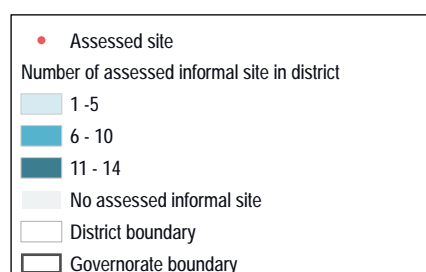 Assessed site
Number of assessed informal site in district
1 -5
6 - 10
11 - 14
No assessed informal site
District boundary
Governorate boundary